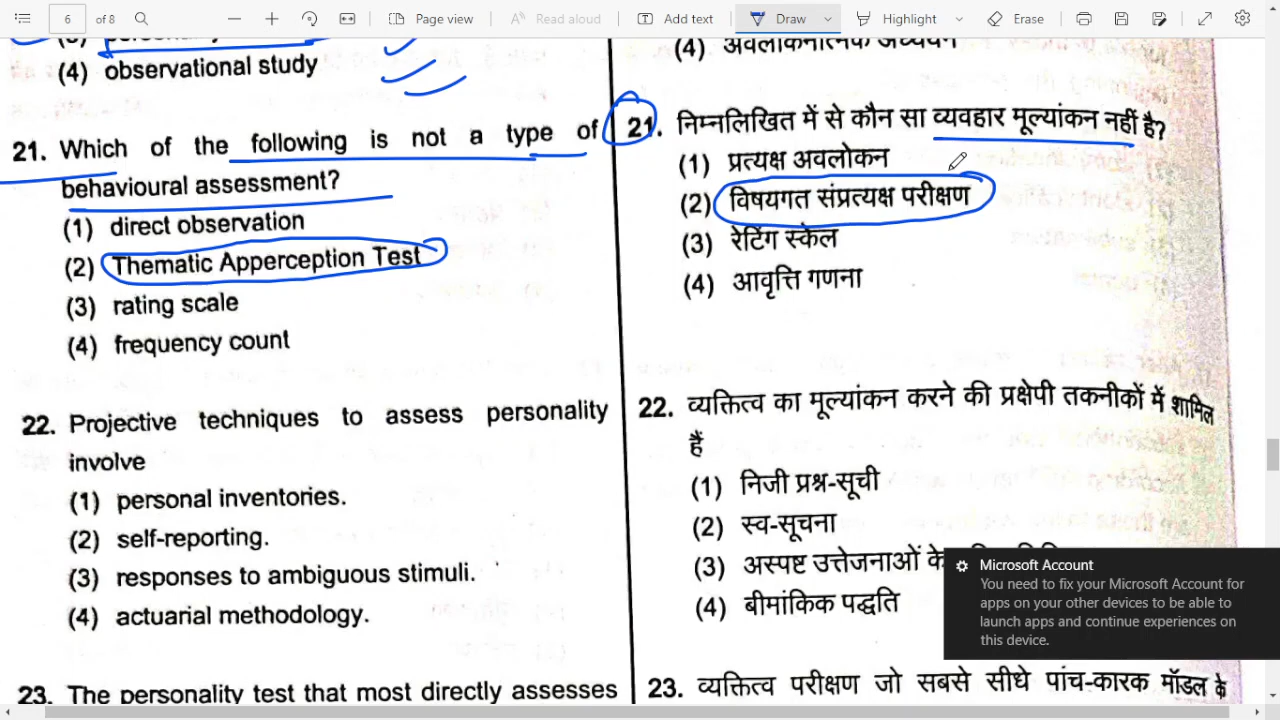 6 of 8 Page view Read aloud Add text Draw Highlight Erase
(4) observational study
21. Which of the following is not a type of
behavioural assessment?
(1) direct observation
(2) Thematic Apperception Test
(3) rating scale
(4) frequency count
22. Projective techniques to assess personality
involve
(1) personal inventories.
(2) self-reporting.
(3) responses to ambiguous stimuli.
(4) actuarial methodology.
23. The personality test that most directly assesses
(4) अवलोकनात्मक अध्ययन
21. निम्नलिखित में से कौन सा व्यवहार मूल्यांकन नहीं है?
(1) प्रत्यक्ष अवलोकन
(2) विषयगत संप्रत्यक्ष परीक्षण
(3) रेटिंग स्केल
(4) आवृत्ति गणना
22. व्यक्तित्व का मूल्यांकन करने की प्रक्षेपी तकनीकों में शामिल
हैं
(1) निजी प्रश्न-सूची
(2) स्व-सूचना
(3) अस्पष्ट उत्तेजनाओं के
(4) बीमांकिक पद्धति
23. व्यक्तित्व परीक्षण जो सबसे सीधे पांच-कारक मॉडल के
Microsoft Account
You need to fix your Microsoft Account for
apps on your other devices to be able to
launch apps and continue experiences on
this device.